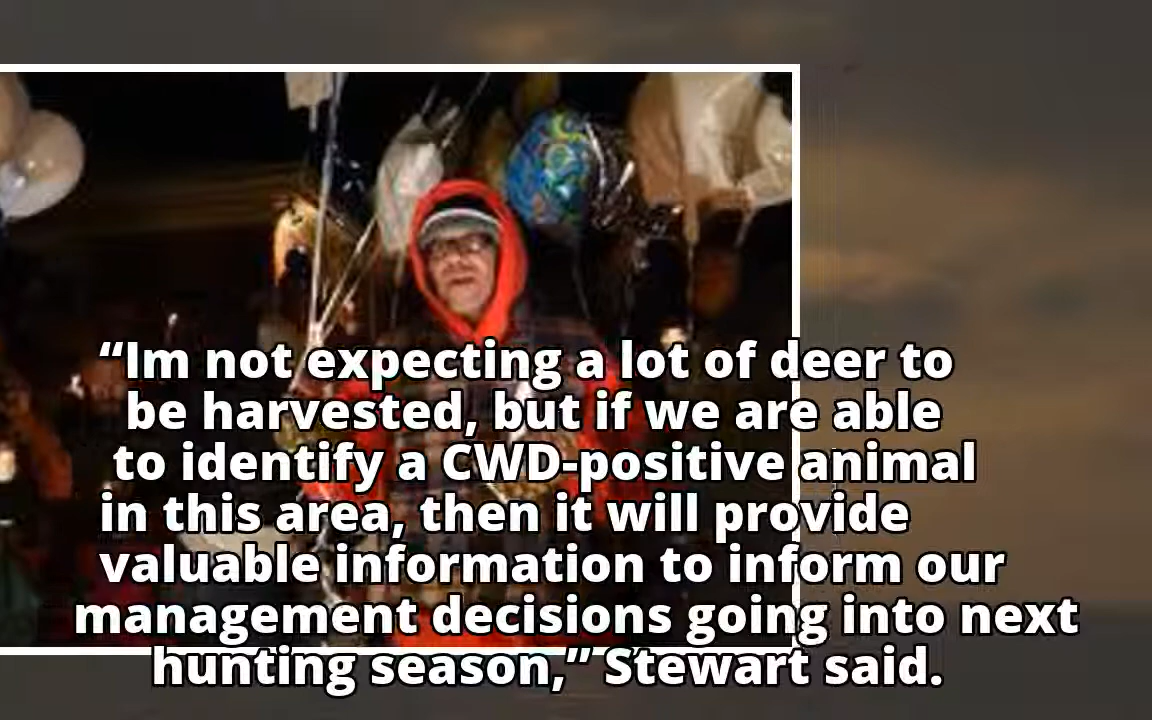 “Im not expecting a lot of deer to
be harvested, but if we are able
to identify a CWD-positive animal
in this area, then it will provide
valuable information to inform our
management decisions going into next
hunting season,” Stewart said.